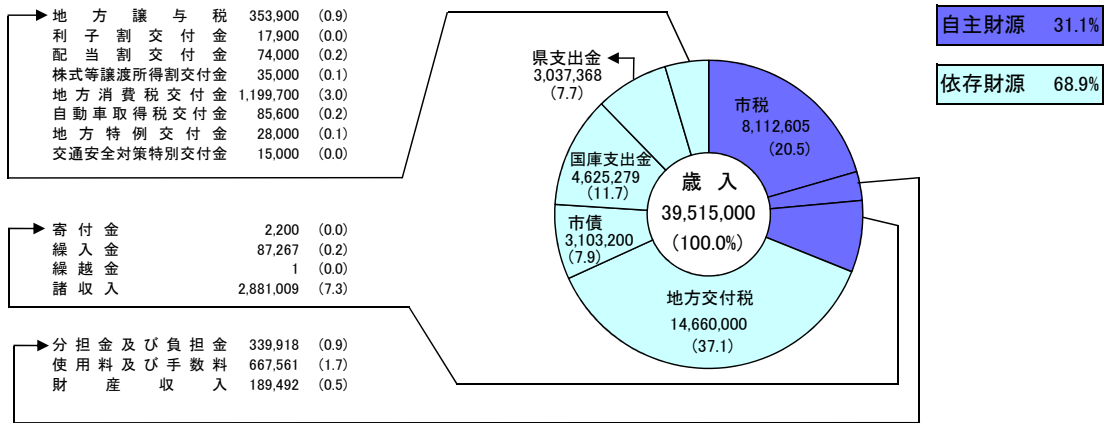 地方譲与税 353,900 (0.9)
利子割交付金 17,900 (0.0)
配当割交付金 74,000 (0.2)
株式等譲渡所得割交付金 35,000 (0.1)
地方消費税交付金 1,199,700 (3.0)
自動車取得税交付金 85,600 (0.2)
地方特例交付金 28,000 (0.1)
交通安全対策特別交付金 15,000 (0.0)
寄付金 2,200 (0.0)
繰入金 87,267 (0.2)
繰越金 1 (0.0)
諸収入 2,881,009 (7.3)
分担金及び負担金 339,918 (0.9)
使用料及び手数料 667,561 (1.7)
財産収入 189,492 (0.5)
県支出金
3,037,368
(7.7)
国庫支出金
4,625,279
(11.7)
市債
3,103,200
(7.9)
市税
8,112,605
(20.5)
歳入
39,515,000
(100.0%)
地方交付税
14,660,000
(37.1)
自主財源 31.1%
依存財源 68.9%